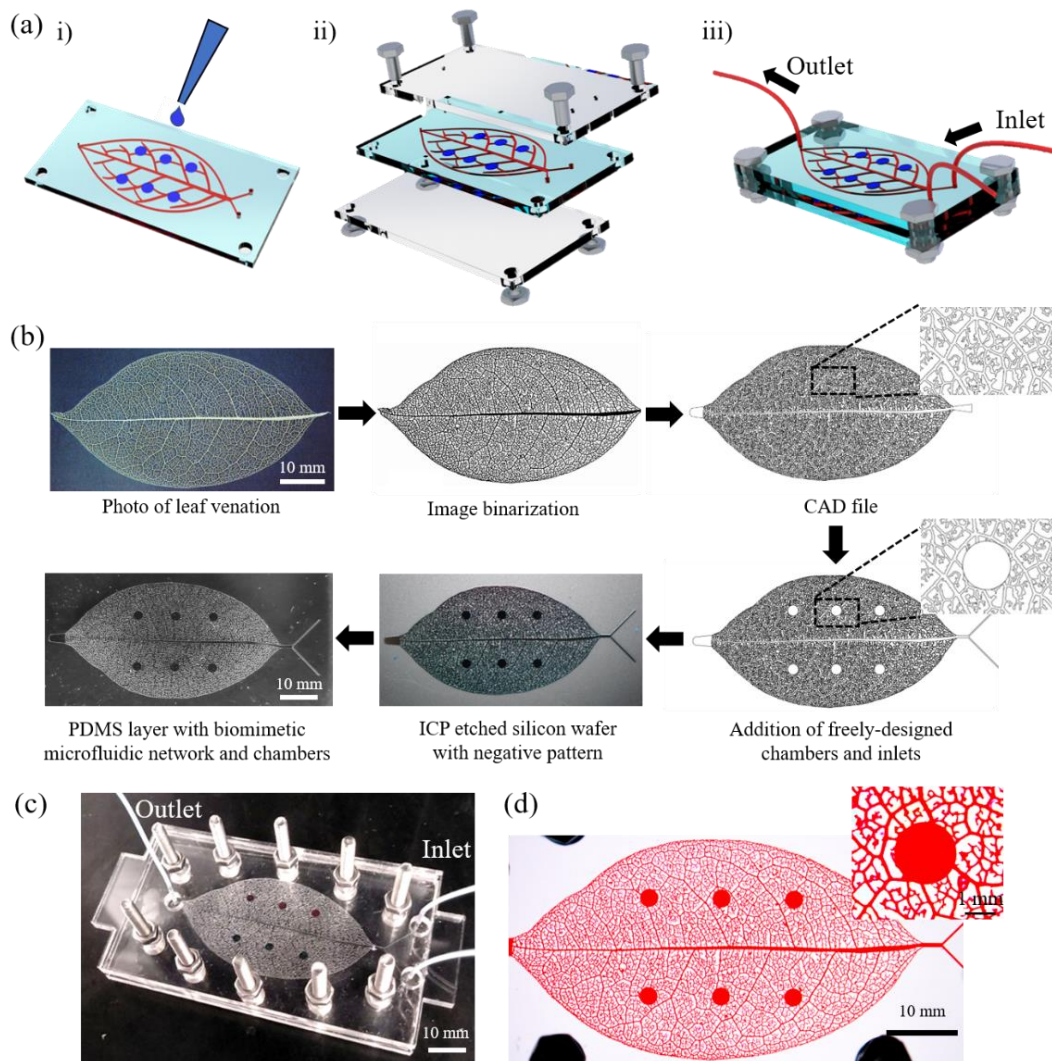 (a)
i)
ii)
iii)
Outlet
Inlet
(b)
10 mm
Photo of leaf venation
Image binarization
CAD file
10 mm
PDMS layer with biomimetic
microfluidic network and chambers
ICP etched silicon wafer
with negative pattern
Addition of freely-designed
chambers and inlets
(c)
Outlet
Inlet
10 mm
(d)
1 mm
10 mm